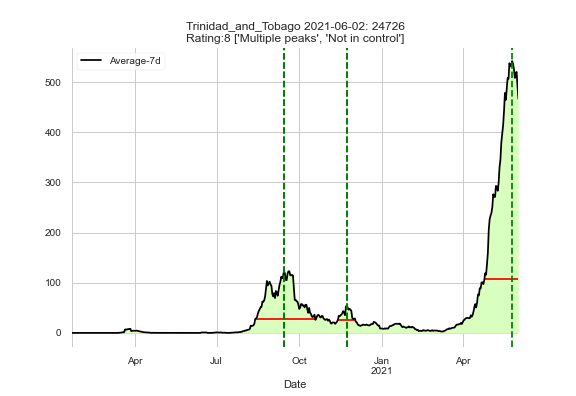 Trinidad_and_Tobago 2021-06-02: 24726
Rating:8 ['Multiple peaks', 'Not in control']
Average-7d
500
400
300
200
100
0
Apr
Jul
Oct
Jan
2021
Apr
Date